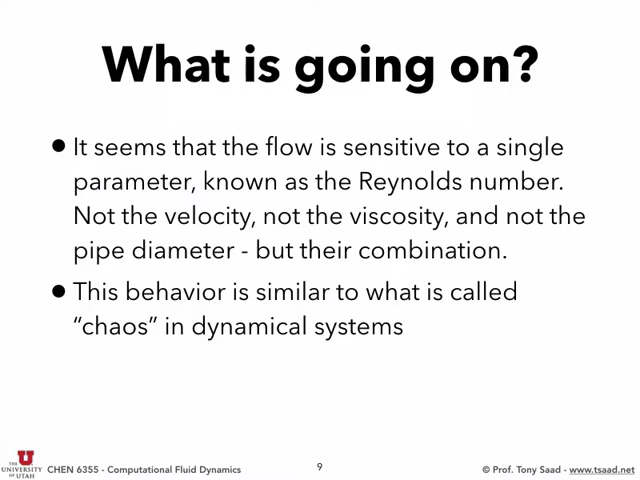 What is going on?
● It seems that the flow is sensitive to a single
parameter, known as the Reynolds number.
Not the velocity, not the viscosity, and not the
pipe diameter - but their combination.
● This behavior is similar to what is called
“chaos” in dynamical systems
THE
UNIVERSITY
OF UTAH
CHEN 6355 - Computational Fluid Dynamics
9
© Prof. Tony Saad - www.tsaad.net